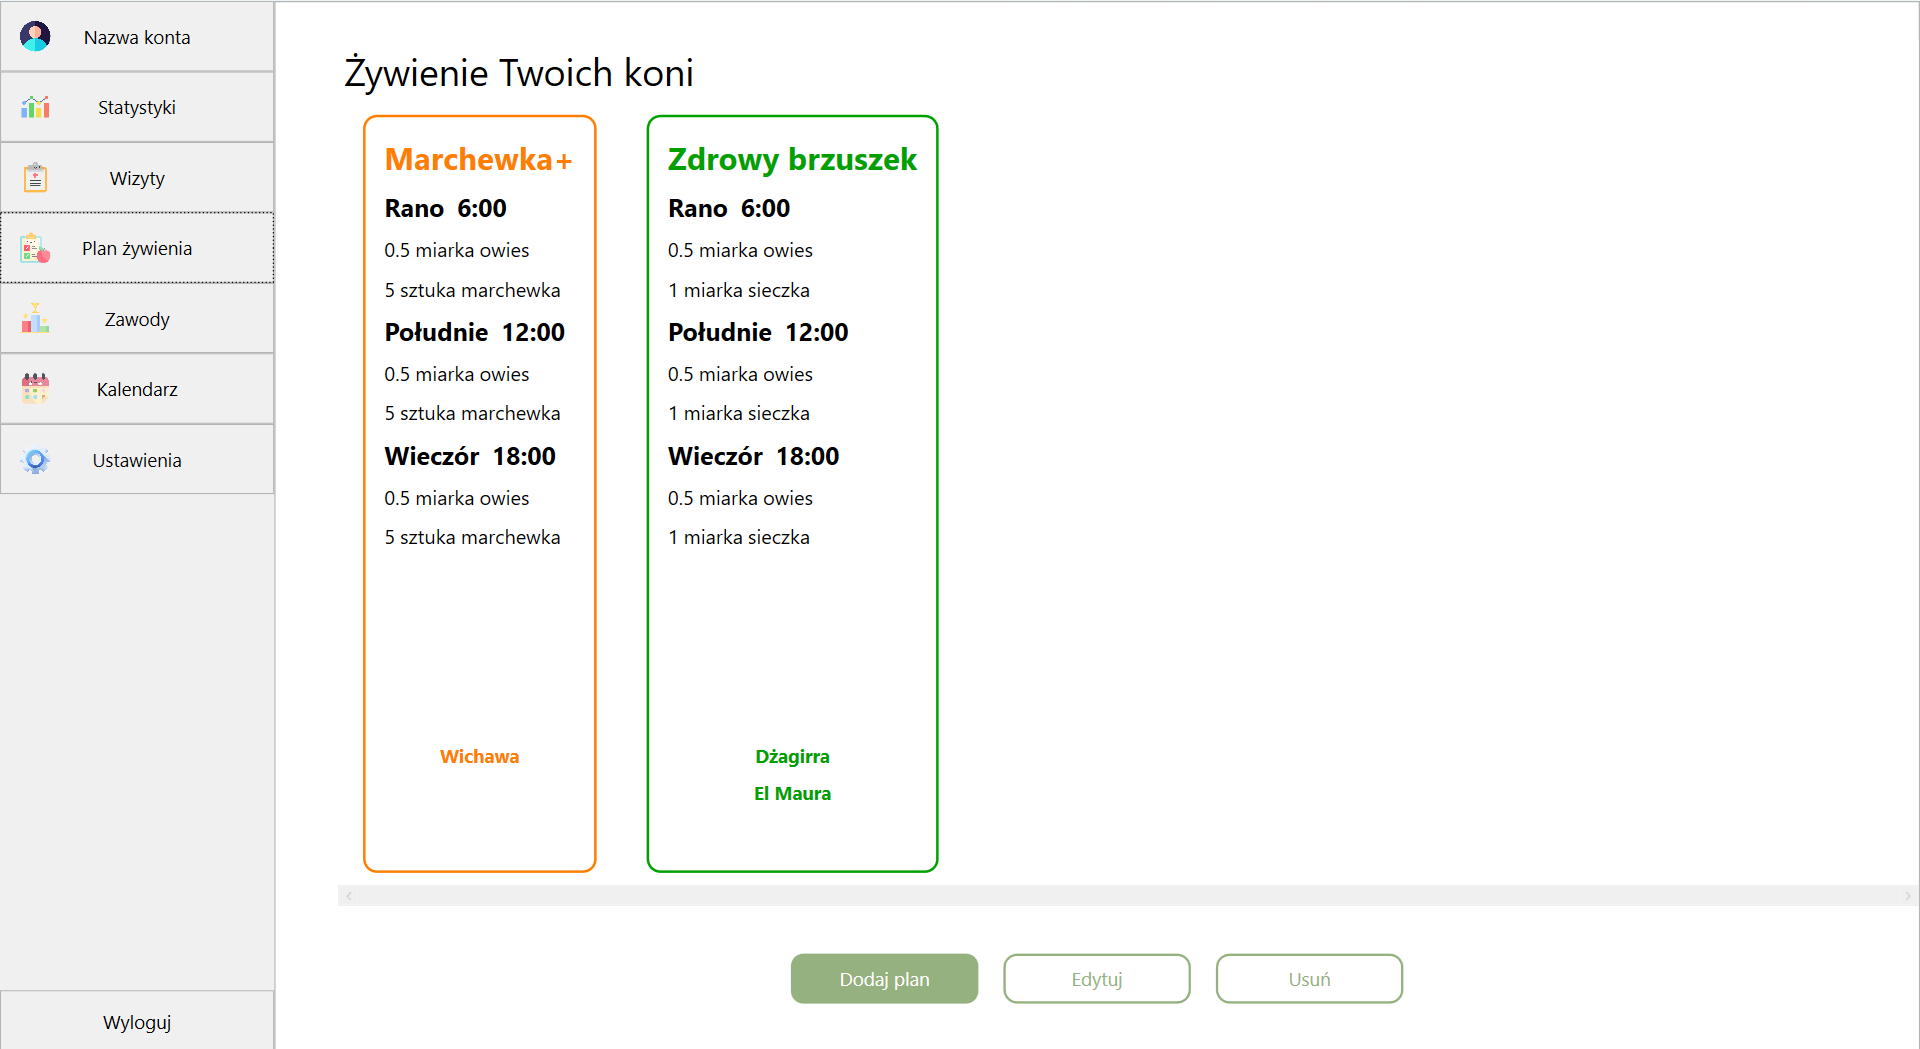 Nazwa konta
Statystyki
Wizyty
Plan żywienia
Zawody
Kalendarz
Ustawienia
Wyloguj
Żywienie Twoich koni
Marchewka+
Rano 6:00
0.5 miarka owies
5 sztuka marchewka
Południe 12:00
0.5 miarka owies
5 sztuka marchewka
Wieczór 18:00
0.5 miarka owies
5 sztuka marchewka
Wichawa
Zdrowy brzuszek
Rano 6:00
0.5 miarka owies
1 miarka sieczka
Południe 12:00
0.5 miarka owies
1 miarka sieczka
Wieczór 18:00
0.5 miarka owies
1 miarka sieczka
Dżagirra
El Maura
Dodaj plan
Edytuj
Usuń